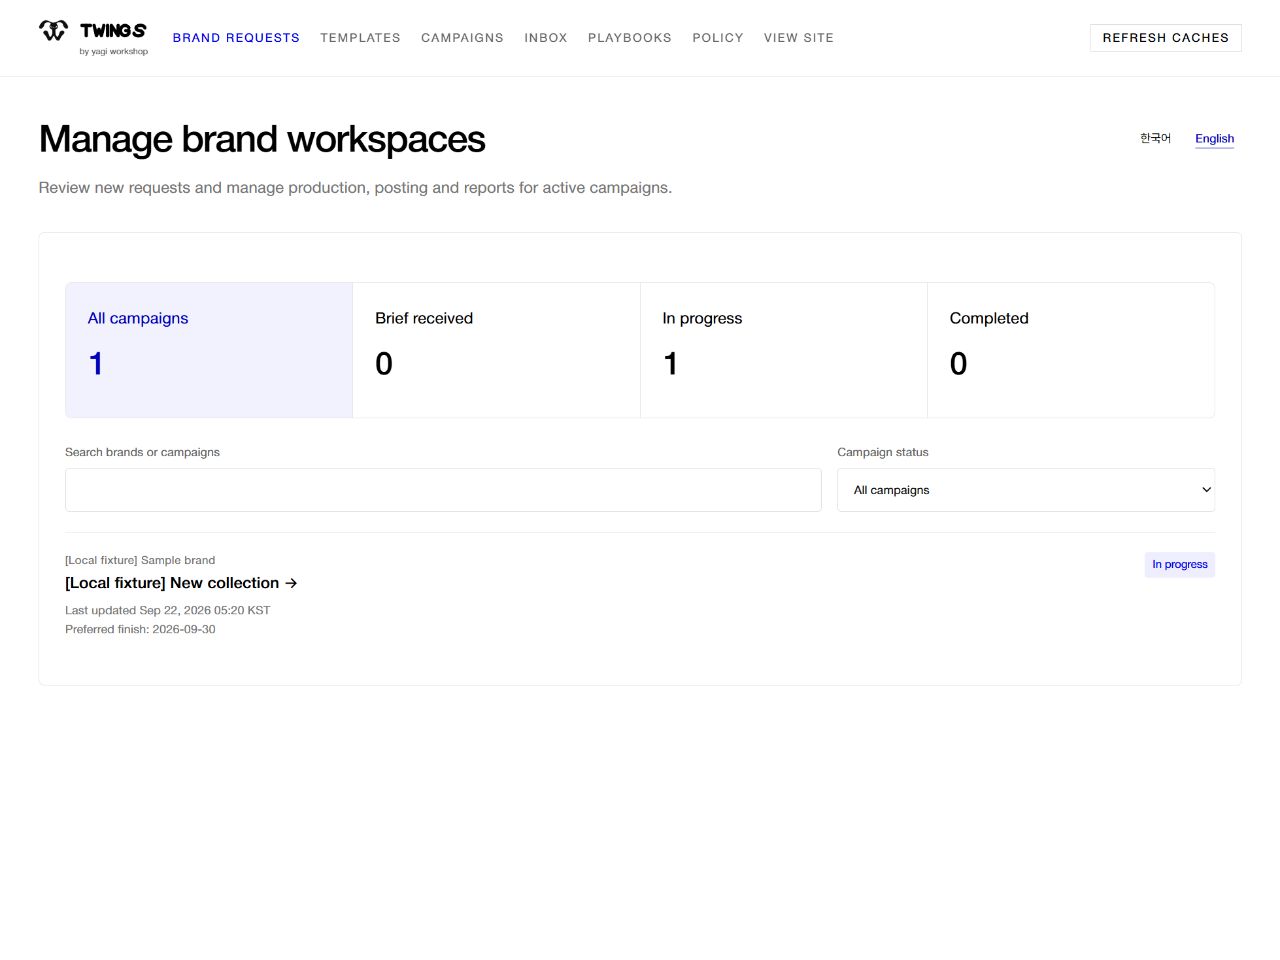 TWINGS
by yagi workshop
BRAND REQUESTS
TEMPLATES
CAMPAIGNS
INBOX
PLAYBOOKS
POLICY
VIEW SITE
REFRESH CACHES
Manage brand workspaces
한국어
English
Review new requests and manage production, posting and reports for active campaigns.
All campaigns
1
Brief received
0
In progress
1
Completed
0
Search brands or campaigns
Campaign status
All campaigns
[Local fixture] Sample brand
In progress
[Local fixture] New collection →
Last updated Sep 22, 2026 05:20 KST
Preferred finish: 2026-09-30